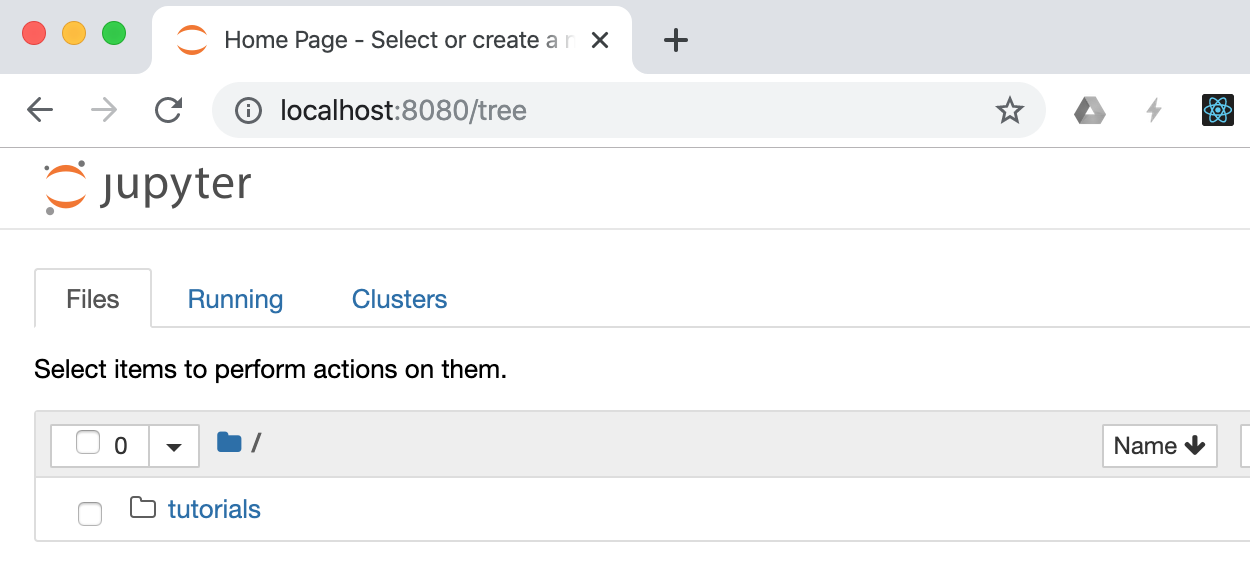 Home Page - Select or create a n
localhost:8080/tree
jupyter
Files Running Clusters
Select items to perform actions on them.
0 / Name
tutorials